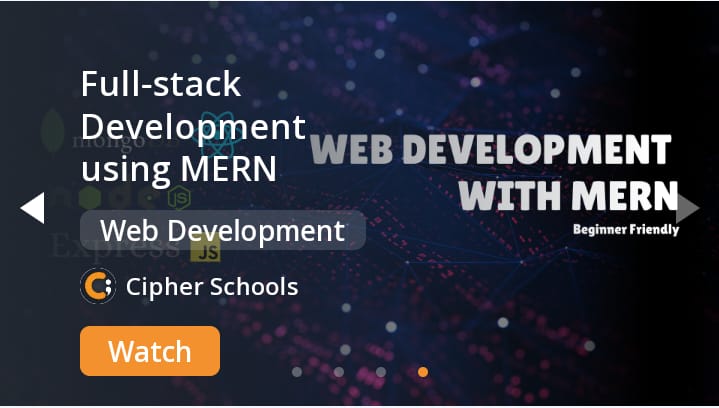 Full-stack
Development
using MERN
Web Development
Cipher Schools
Watch
WEB DEVELOPMENT
WITH MERN
Beginner Friendly
mongoDB
node
JS
Express
JS